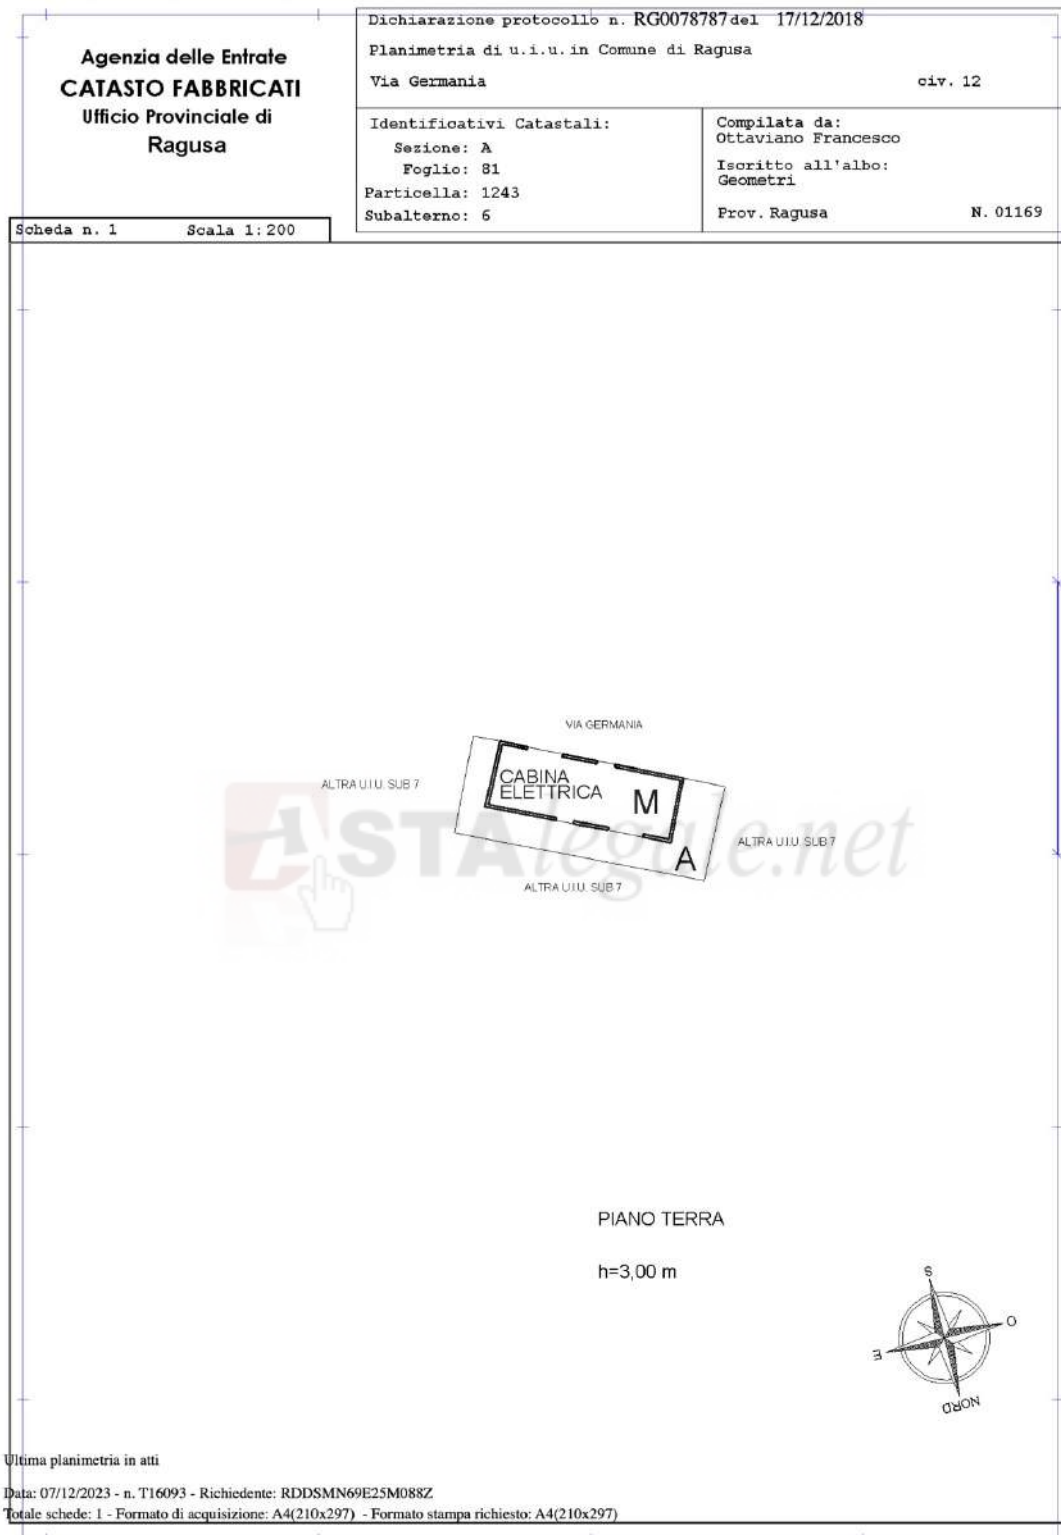 Agenzia delle Entrate
CATASTO FABBRICATI
Ufficio Provinciale di
Ragusa
Scheda n. 1 Scala 1:200
Dichiarazione protocollo n. RG0078787 del 17/12/2018
Planimetria di u.i.u. in Comune di Ragusa
Via Germania civ. 12
Identificativi Catastali:
Sezione: A
Foglio: 81
Particella: 1243
Subalterno: 6
Compilata da:
Ottaviano Francesco
Iscritto all'albo:
Geometri
Prov. Ragusa N. 01169
VIA GERMANIA
ALTRA U.I.U. SUB 7
CABINA
ELETTRICA
M
A
ALTRA U.I.U. SUB 7
ALTRA U.I.U. SUB 7
ASTAlegale.net
PIANO TERRA
h=3,00 m
S
O
E
NORD
Ultima planimetria in atti
Data: 07/12/2023 - n. T16093 - Richiedente: RDDSMN69E25M088Z
Totale schede: 1 - Formato di acquisizione: A4(210x297) - Formato stampa richiesto: A4(210x297)